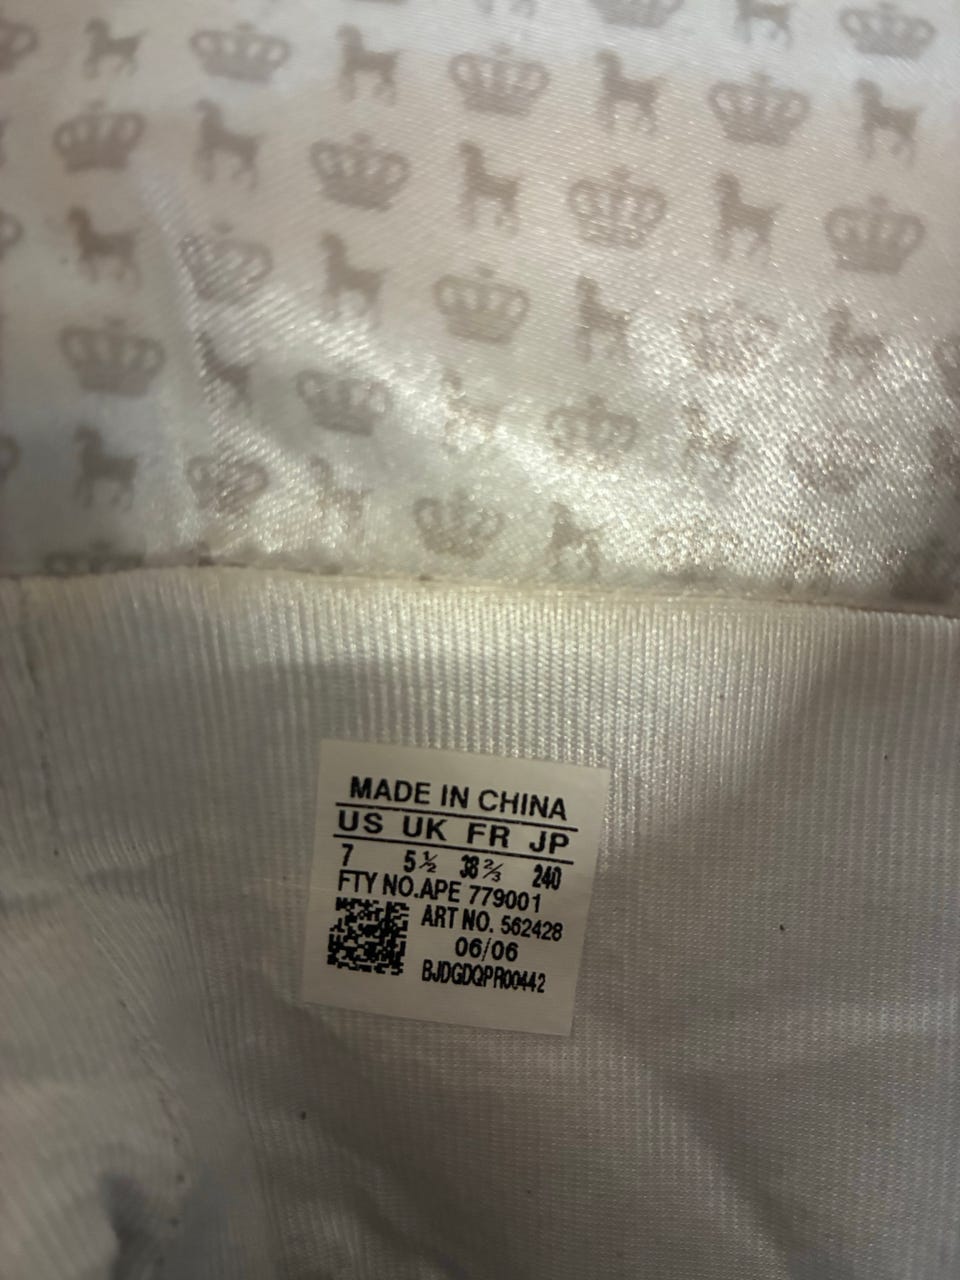 MADE IN CHINA
US UK FR JP
7 5½ 38⅔ 240
FTY NO.APE 779001
ART NO. 562428
06/06
BJDGDQPR00442